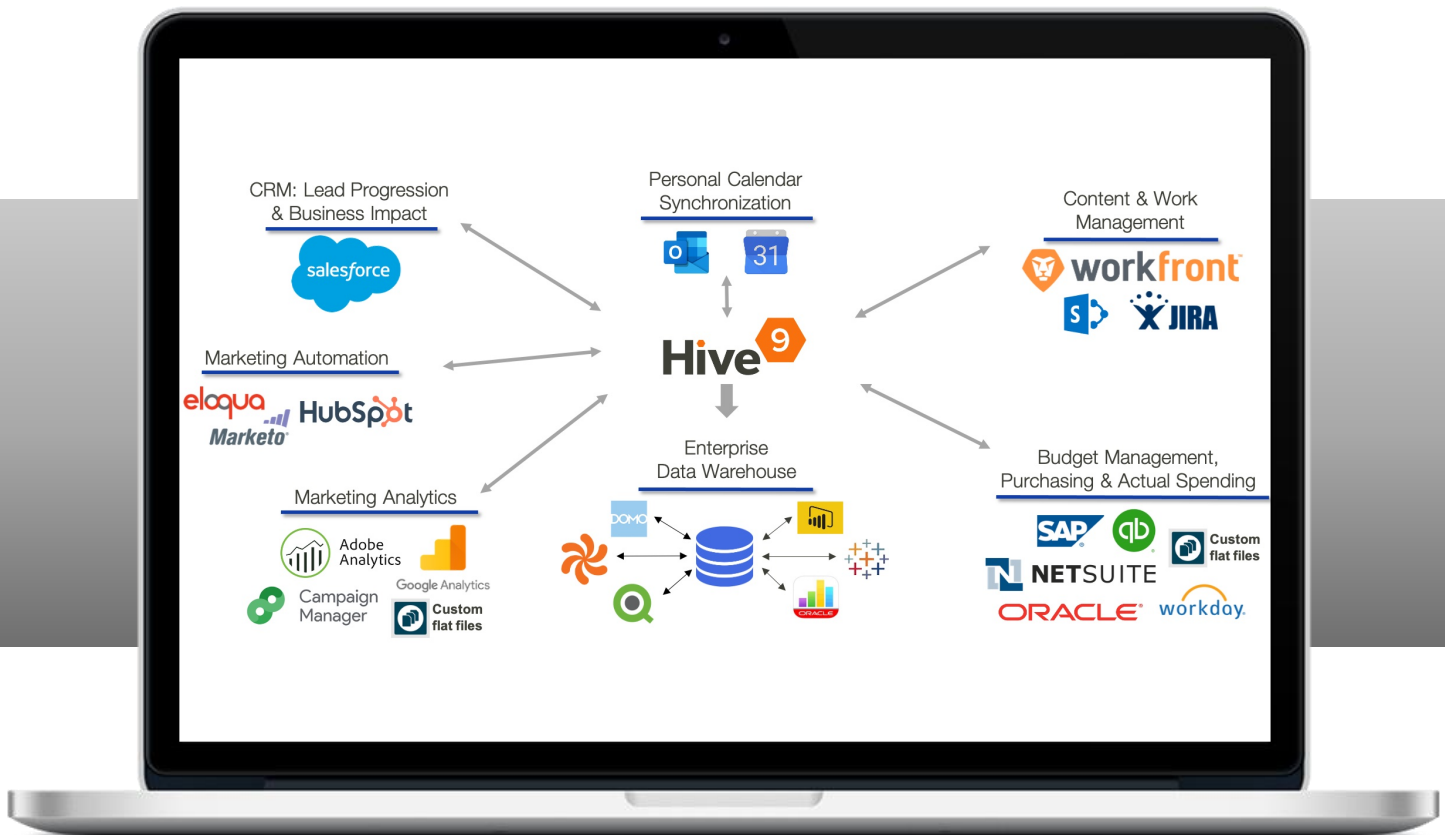 CRM: Lead Progression
& Business Impact
salesforce
Personal Calendar
Synchronization
O
31
Content & Work
Management
workfront
S
JIRA
Hive9
Marketing Automation
eloqua
Marketo
HubSpot
Enterprise
Data Warehouse
DOMO
ORACLE
Marketing Analytics
Adobe
Analytics
Google Analytics
Campaign
Manager
Custom
flat files
Budget Management,
Purchasing & Actual Spending
SAP
qb
Custom
flat files
N NETSUITE
ORACLE
workday.